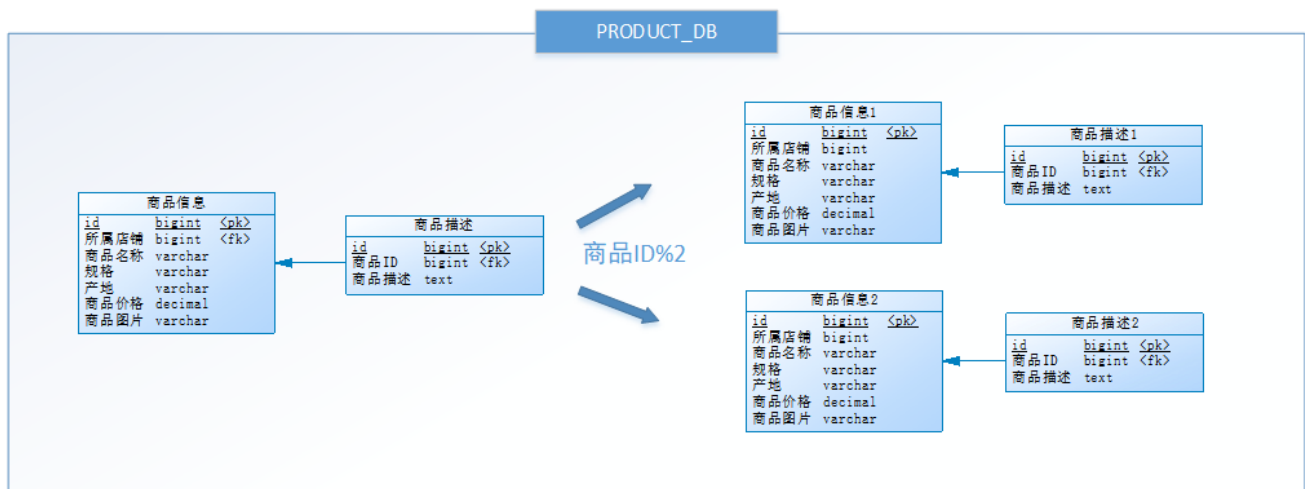 PRODUCT_DB
商品信息
id bigint <pk>
所属店铺 bigint <fk>
商品名称 varchar
规格 varchar
产地 varchar
商品价格 decimal
商品图片 varchar
商品描述
id bigint <pk>
商品ID bigint <fk>
商品描述 text
商品ID%2
商品信息1
id bigint <pk>
所属店铺 bigint
商品名称 varchar
规格 varchar
产地 varchar
商品价格 decimal
商品图片 varchar
商品描述1
id bigint <pk>
商品ID bigint <fk>
商品描述 text
商品信息2
id bigint <pk>
所属店铺 bigint
商品名称 varchar
规格 varchar
产地 varchar
商品价格 decimal
商品图片 varchar
商品描述2
id bigint <pk>
商品ID bigint <fk>
商品描述 text